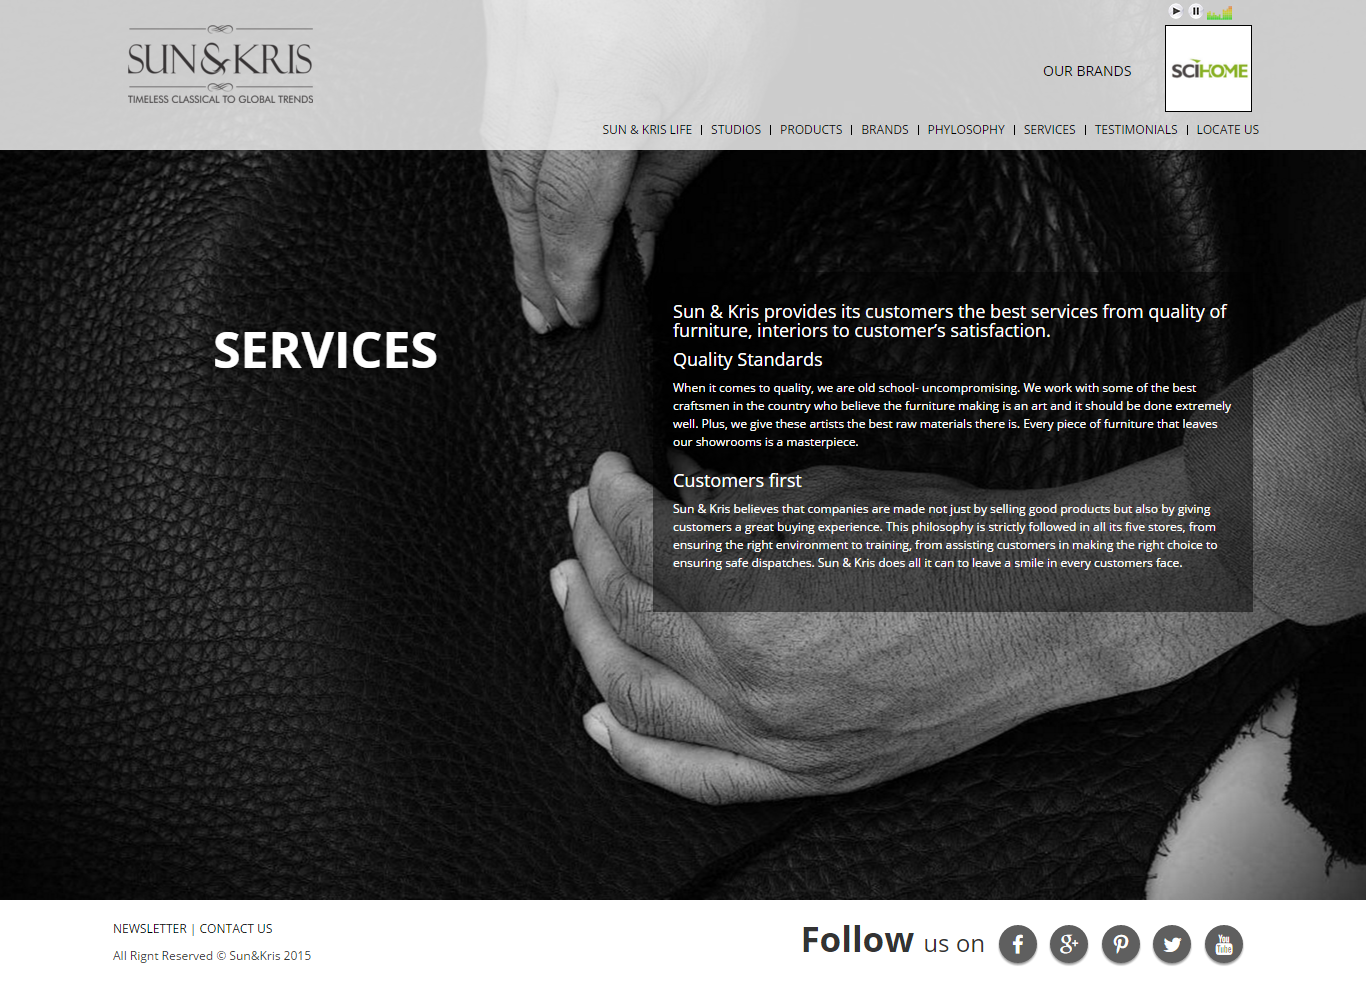 SUN&KRIS
TIMELESS CLASSICAL TO GLOBAL TRENDS
OUR BRANDS
SCIHOME
SUN & KRIS LIFE | STUDIOS | PRODUCTS | BRANDS | PHYLOSOPHY | SERVICES | TESTIMONIALS | LOCATE US
SERVICES
Sun & Kris provides its customers the best services from quality of
furniture, interiors to customer’s satisfaction.
Quality Standards
When it comes to quality, we are old school- uncompromising. We work with some of the best
craftsmen in the country who believe the furniture making is an art and it should be done extremely
well. Plus, we give these artists the best raw materials there is. Every piece of furniture that leaves
our showrooms is a masterpiece.
Customers first
Sun & Kris believes that companies are made not just by selling good products but also by giving
customers a great buying experience. This philosophy is strictly followed in all its five stores, from
ensuring the right environment to training, from assisting customers in making the right choice to
ensuring safe dispatches. Sun & Kris does all it can to leave a smile in every customers face.
NEWSLETTER | CONTACT US
All Rignt Reserved © Sun&Kris 2015
Follow us on
f
g+
You
Tube